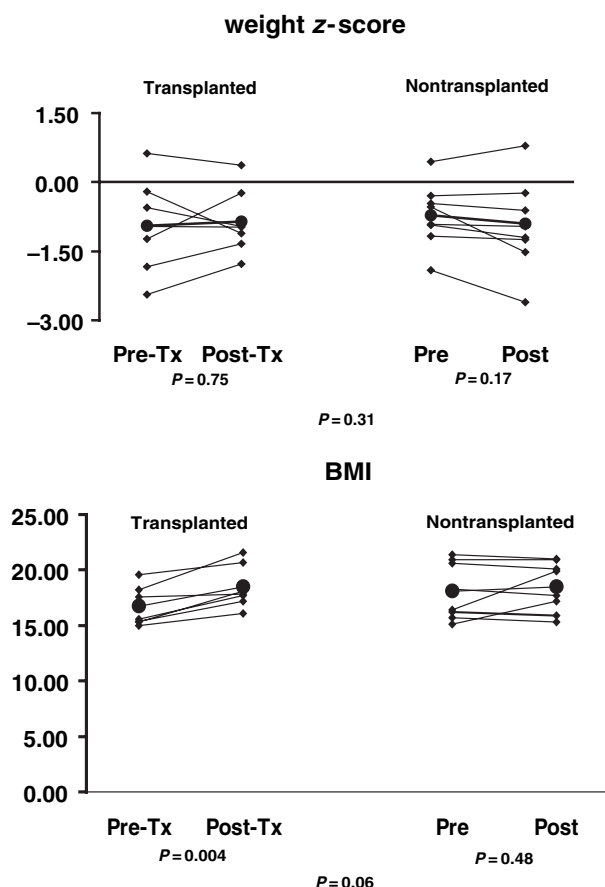 weight z-score
Transplanted Nontransplanted
1.50
0.00
–1.50
–3.00
Pre-Tx Post-Tx Pre Post
P = 0.75 P = 0.17
P = 0.31
BMI
25.00
Transplanted Nontransplanted
20.00
15.00
10.00
5.00
0.00
Pre-Tx Post-Tx Pre Post
P = 0.004 P = 0.48
P = 0.06